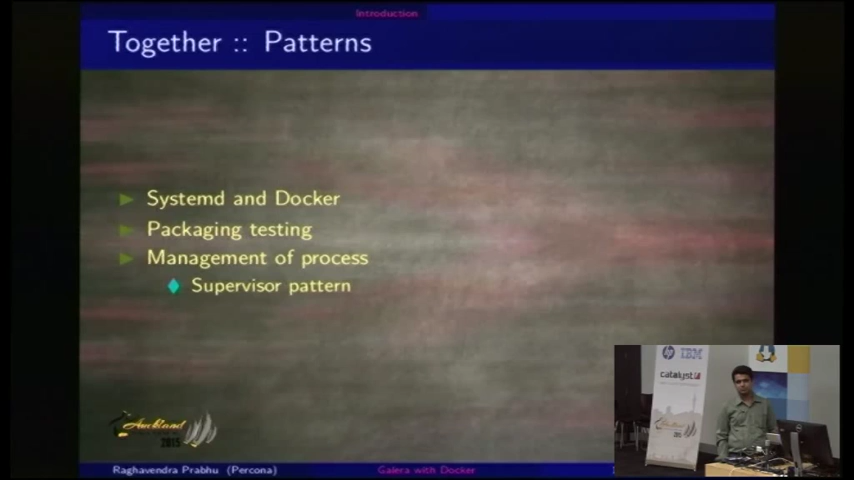 Introduction
Together :: Patterns
Systemd and Docker
Packaging testing
Management of process
Supervisor pattern
Auckland
2015
Raghavendra Prabhu (Percona)
Galera with Docker
hp IBM
catalyst